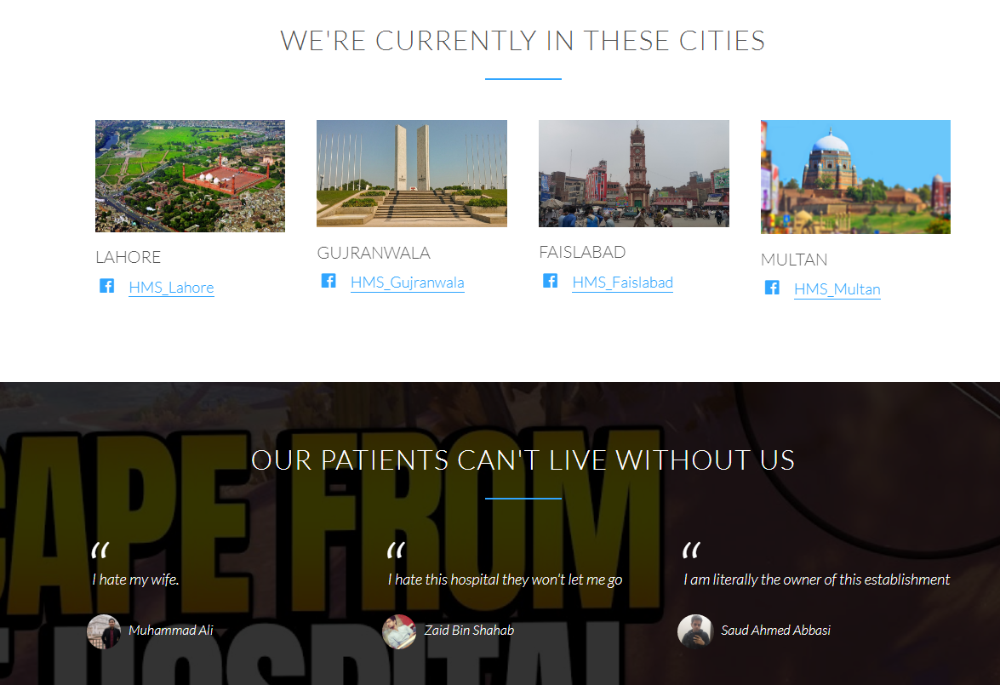 WE'RE CURRENTLY IN THESE CITIES
LAHORE
HMS_Lahore
GUJRANWALA
HMS_Gujranwala
FAISLABAD
HMS_Faislabad
MULTAN
HMS_Multan
CAPE FROM
HOSPITAL
OUR PATIENTS CAN'T LIVE WITHOUT US
“
I hate my wife.
Muhammad Ali
“
I hate this hospital they won't let me go
Zaid Bin Shahab
“
I am literally the owner of this establishment
Saud Ahmed Abbasi